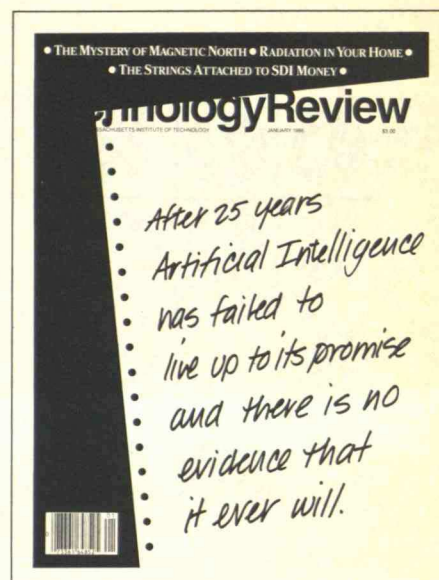 ● THE MYSTERY OF MAGNETIC NORTH ● RADIATION IN YOUR HOME ●
● THE STRINGS ATTACHED TO SDI MONEY ●
hnologyReview
SACHUSETTS INSTITUTE OF TECHNOLOGY JANUARY 1986 $3.00
After 25 years
Artificial Intelligence
has failed to
live up to its promise
and there is no
evidence that
it ever will.